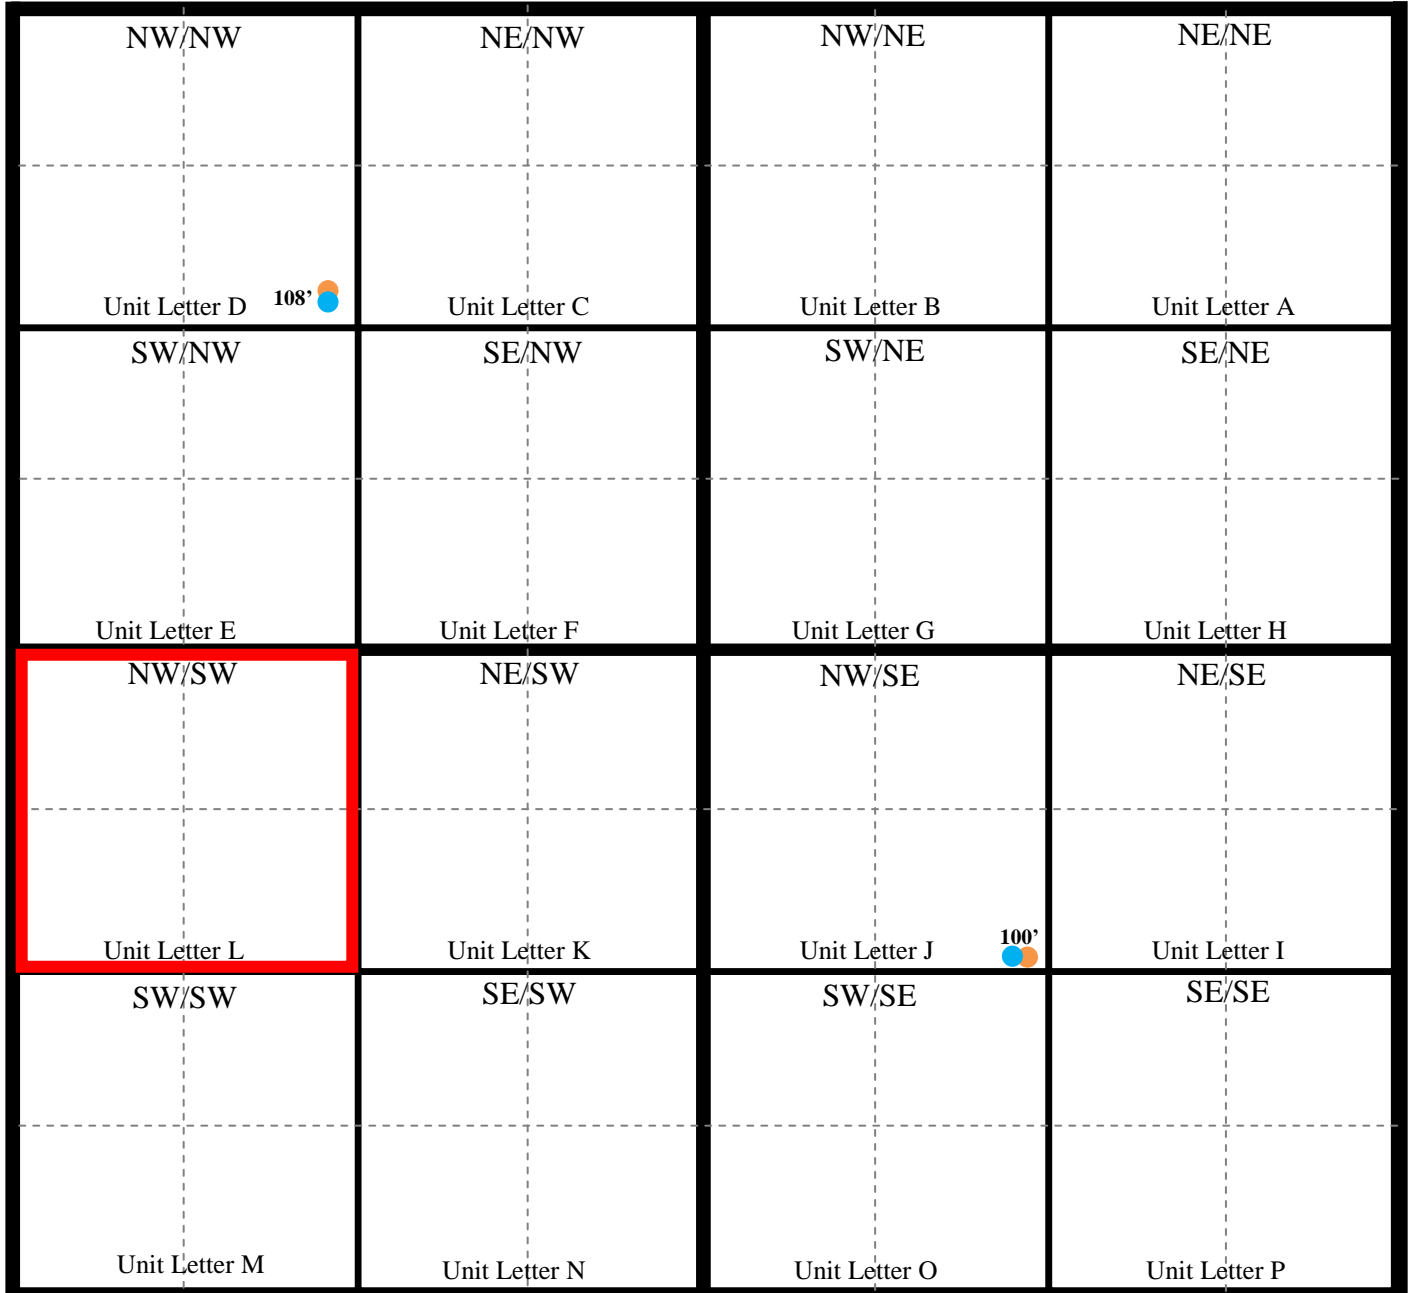 NW/NW
NE/NW
NW/NE
NE/NE
Unit Letter D
108’
Unit Letter C
Unit Letter B
Unit Letter A
SW/NW
SE/NW
SW/NE
SE/NE
Unit Letter E
Unit Letter F
Unit Letter G
Unit Letter H
NW/SW
NE/SW
NW/SE
NE/SE
Unit Letter L
Unit Letter K
Unit Letter J
100’
Unit Letter I
SW/SW
SE/SW
SW/SE
SE/SE
Unit Letter M
Unit Letter N
Unit Letter O
Unit Letter P